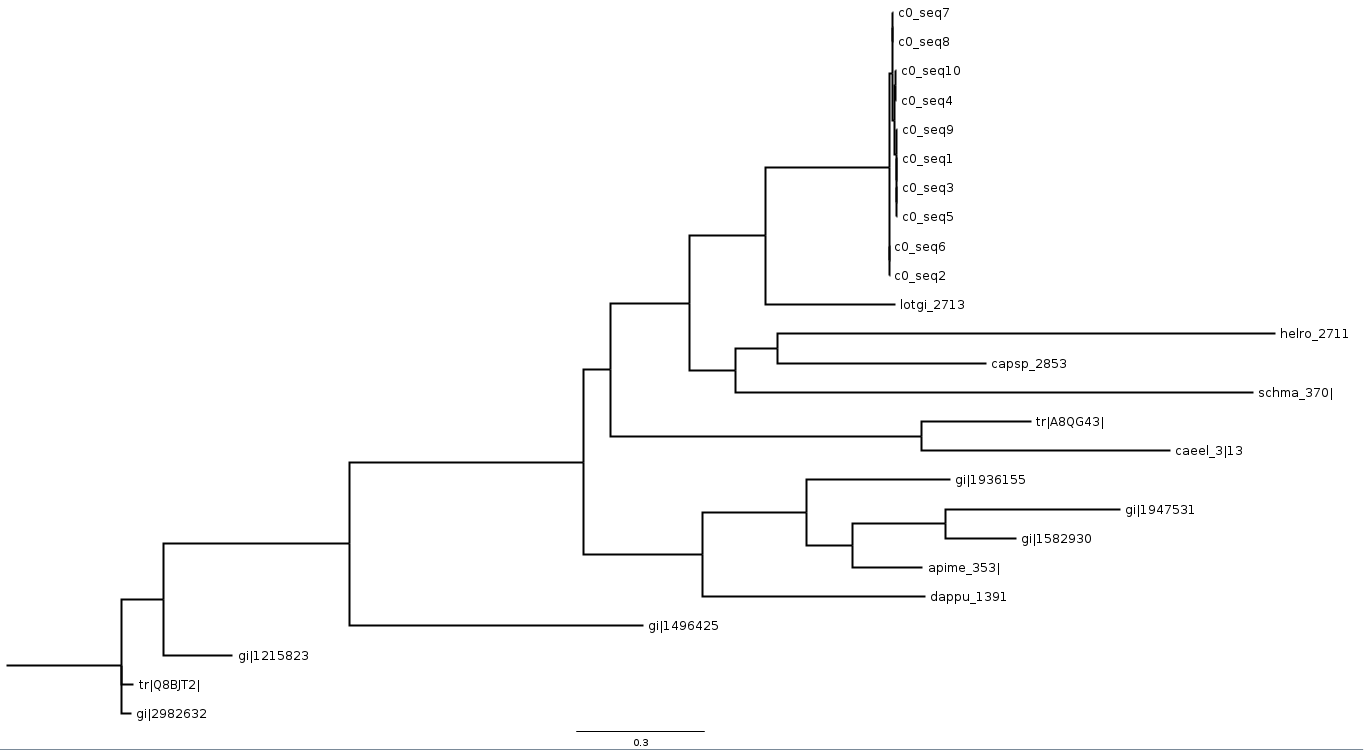 c0_seq7
c0_seq8
c0_seq10
c0_seq4
c0_seq9
c0_seq1
c0_seq3
c0_seq5
c0_seq6
c0_seq2
lotgi_2713
helro_2711
capsp_2853
schma_370|
tr|A8QG43|
caeel_3|13
gi|1936155
gi|1947531
gi|1582930
apime_353|
dappu_1391
gi|1496425
gi|1215823
tr|Q8BJT2|
gi|2982632
0.3